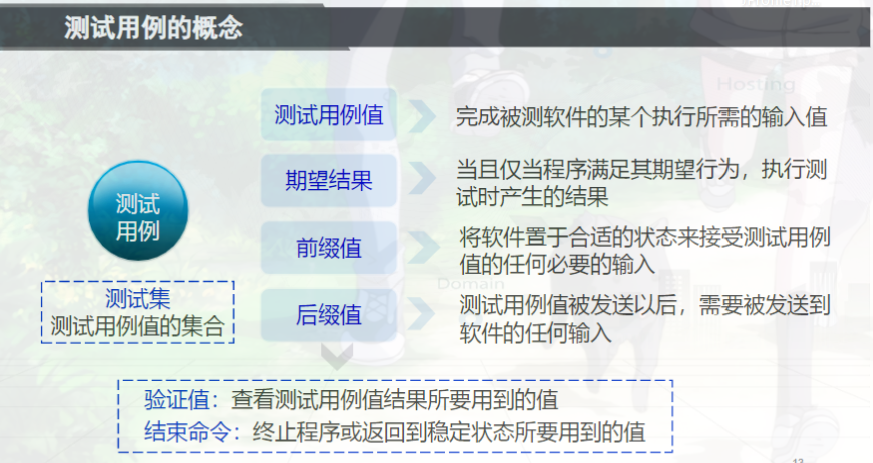 测试用例的概念
Hosting
测试用例值
完成被测软件的某个执行所需的输入值
期望结果
当且仅当程序满足其期望行为，执行测
试时产生的结果
测试
用例
前缀值
将软件置于合适的状态来接受测试用例
值的任何必要的输入
Domain
测试集
测试用例值的集合
后缀值
测试用例值被发送以后，需要被发送到
软件的任何输入
验证值：查看测试用例值结果所要用到的值
结束命令：终止程序或返回到稳定状态所要用到的值
13